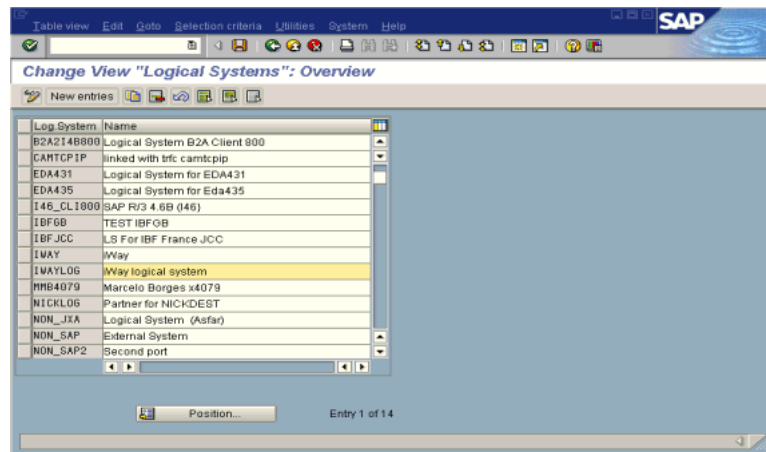 Table view Edit Goto Selection criteria Utilities System Help
SAP
Change View "Logical Systems": Overview
New entries
Log.System Name
B2A2I4B800 Logical System B2A Client 800
CAMTCPIP linked with trfc camtcpip
EDA431 Logical System for EDA431
EDA435 Logical System for Eda435
I46_CLI800 SAP R/3 4.6B (I46)
IBFGB TEST IBFGB
IBFJCC LS For IBF France JCC
IWAY iWay
IWAYLOG iWay logical system
MMB4079 Marcelo Borges x4079
NICKLOG Partner for NICKDEST
NON_JXA Logical System (Asfar)
NON_SAP External System
NON_SAP2 Second port
Position... Entry 1 of 14